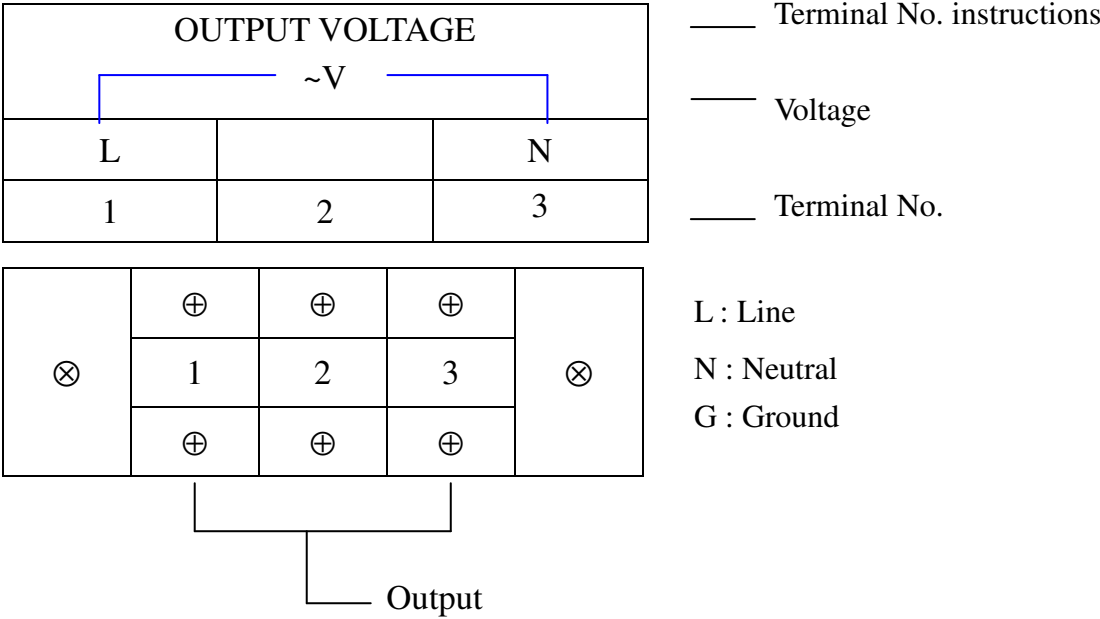 OUTPUT VOLTAGE
~V
L N
1 2 3
Terminal No. instructions
Voltage
Terminal No.
⊕ ⊕ ⊕
⊗ 1 2 3 ⊗
⊕ ⊕ ⊕
L : Line
N : Neutral
G : Ground
Output